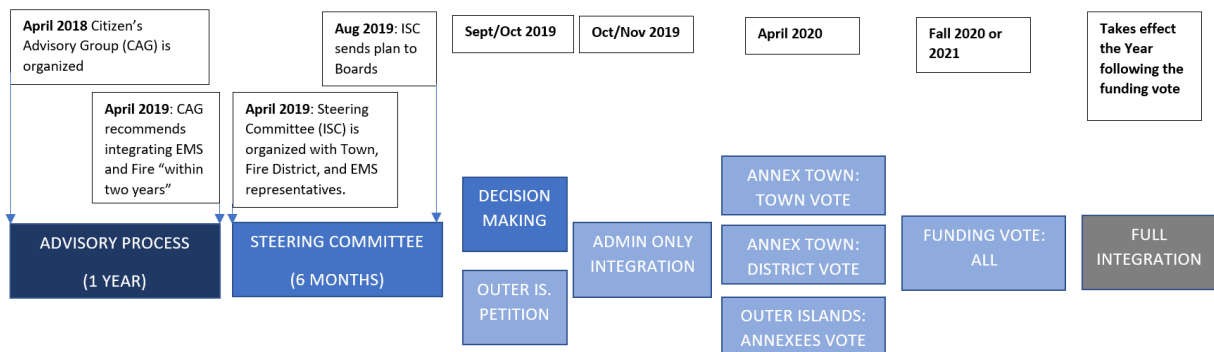 April 2018 Citizen's
Advisory Group (CAG) is
organized
Aug 2019: ISC
sends plan to
Boards
Sept/Oct 2019
Oct/Nov 2019
April 2020
Fall 2020 or
2021
Takes effect
the Year
following the
funding vote
April 2019: CAG
recommends
integrating EMS
and Fire “within
two years”
April 2019: Steering
Committee (ISC) is
organized with Town,
Fire District, and EMS
representatives.
ADVISORY PROCESS
(1 YEAR)
STEERING COMMITTEE
(6 MONTHS)
DECISION
MAKING
OUTER IS.
PETITION
ADMIN ONLY
INTEGRATION
ANNEX TOWN:
TOWN VOTE
ANNEX TOWN:
DISTRICT VOTE
OUTER ISLANDS:
ANNEXEES VOTE
FUNDING VOTE:
ALL
FULL
INTEGRATION